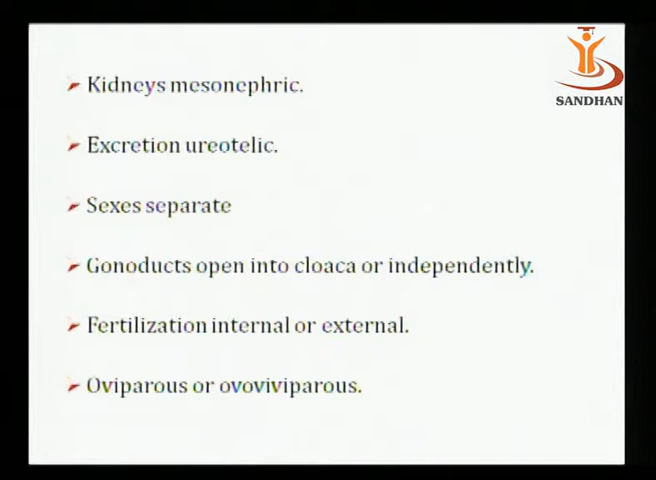 SANDHAN
Kidneys mesonephric.
Excretion ureotelic.
Sexes separate
Gonoducts open into cloaca or independently.
Fertilization internal or external.
Oviparous or ovoviviparous.